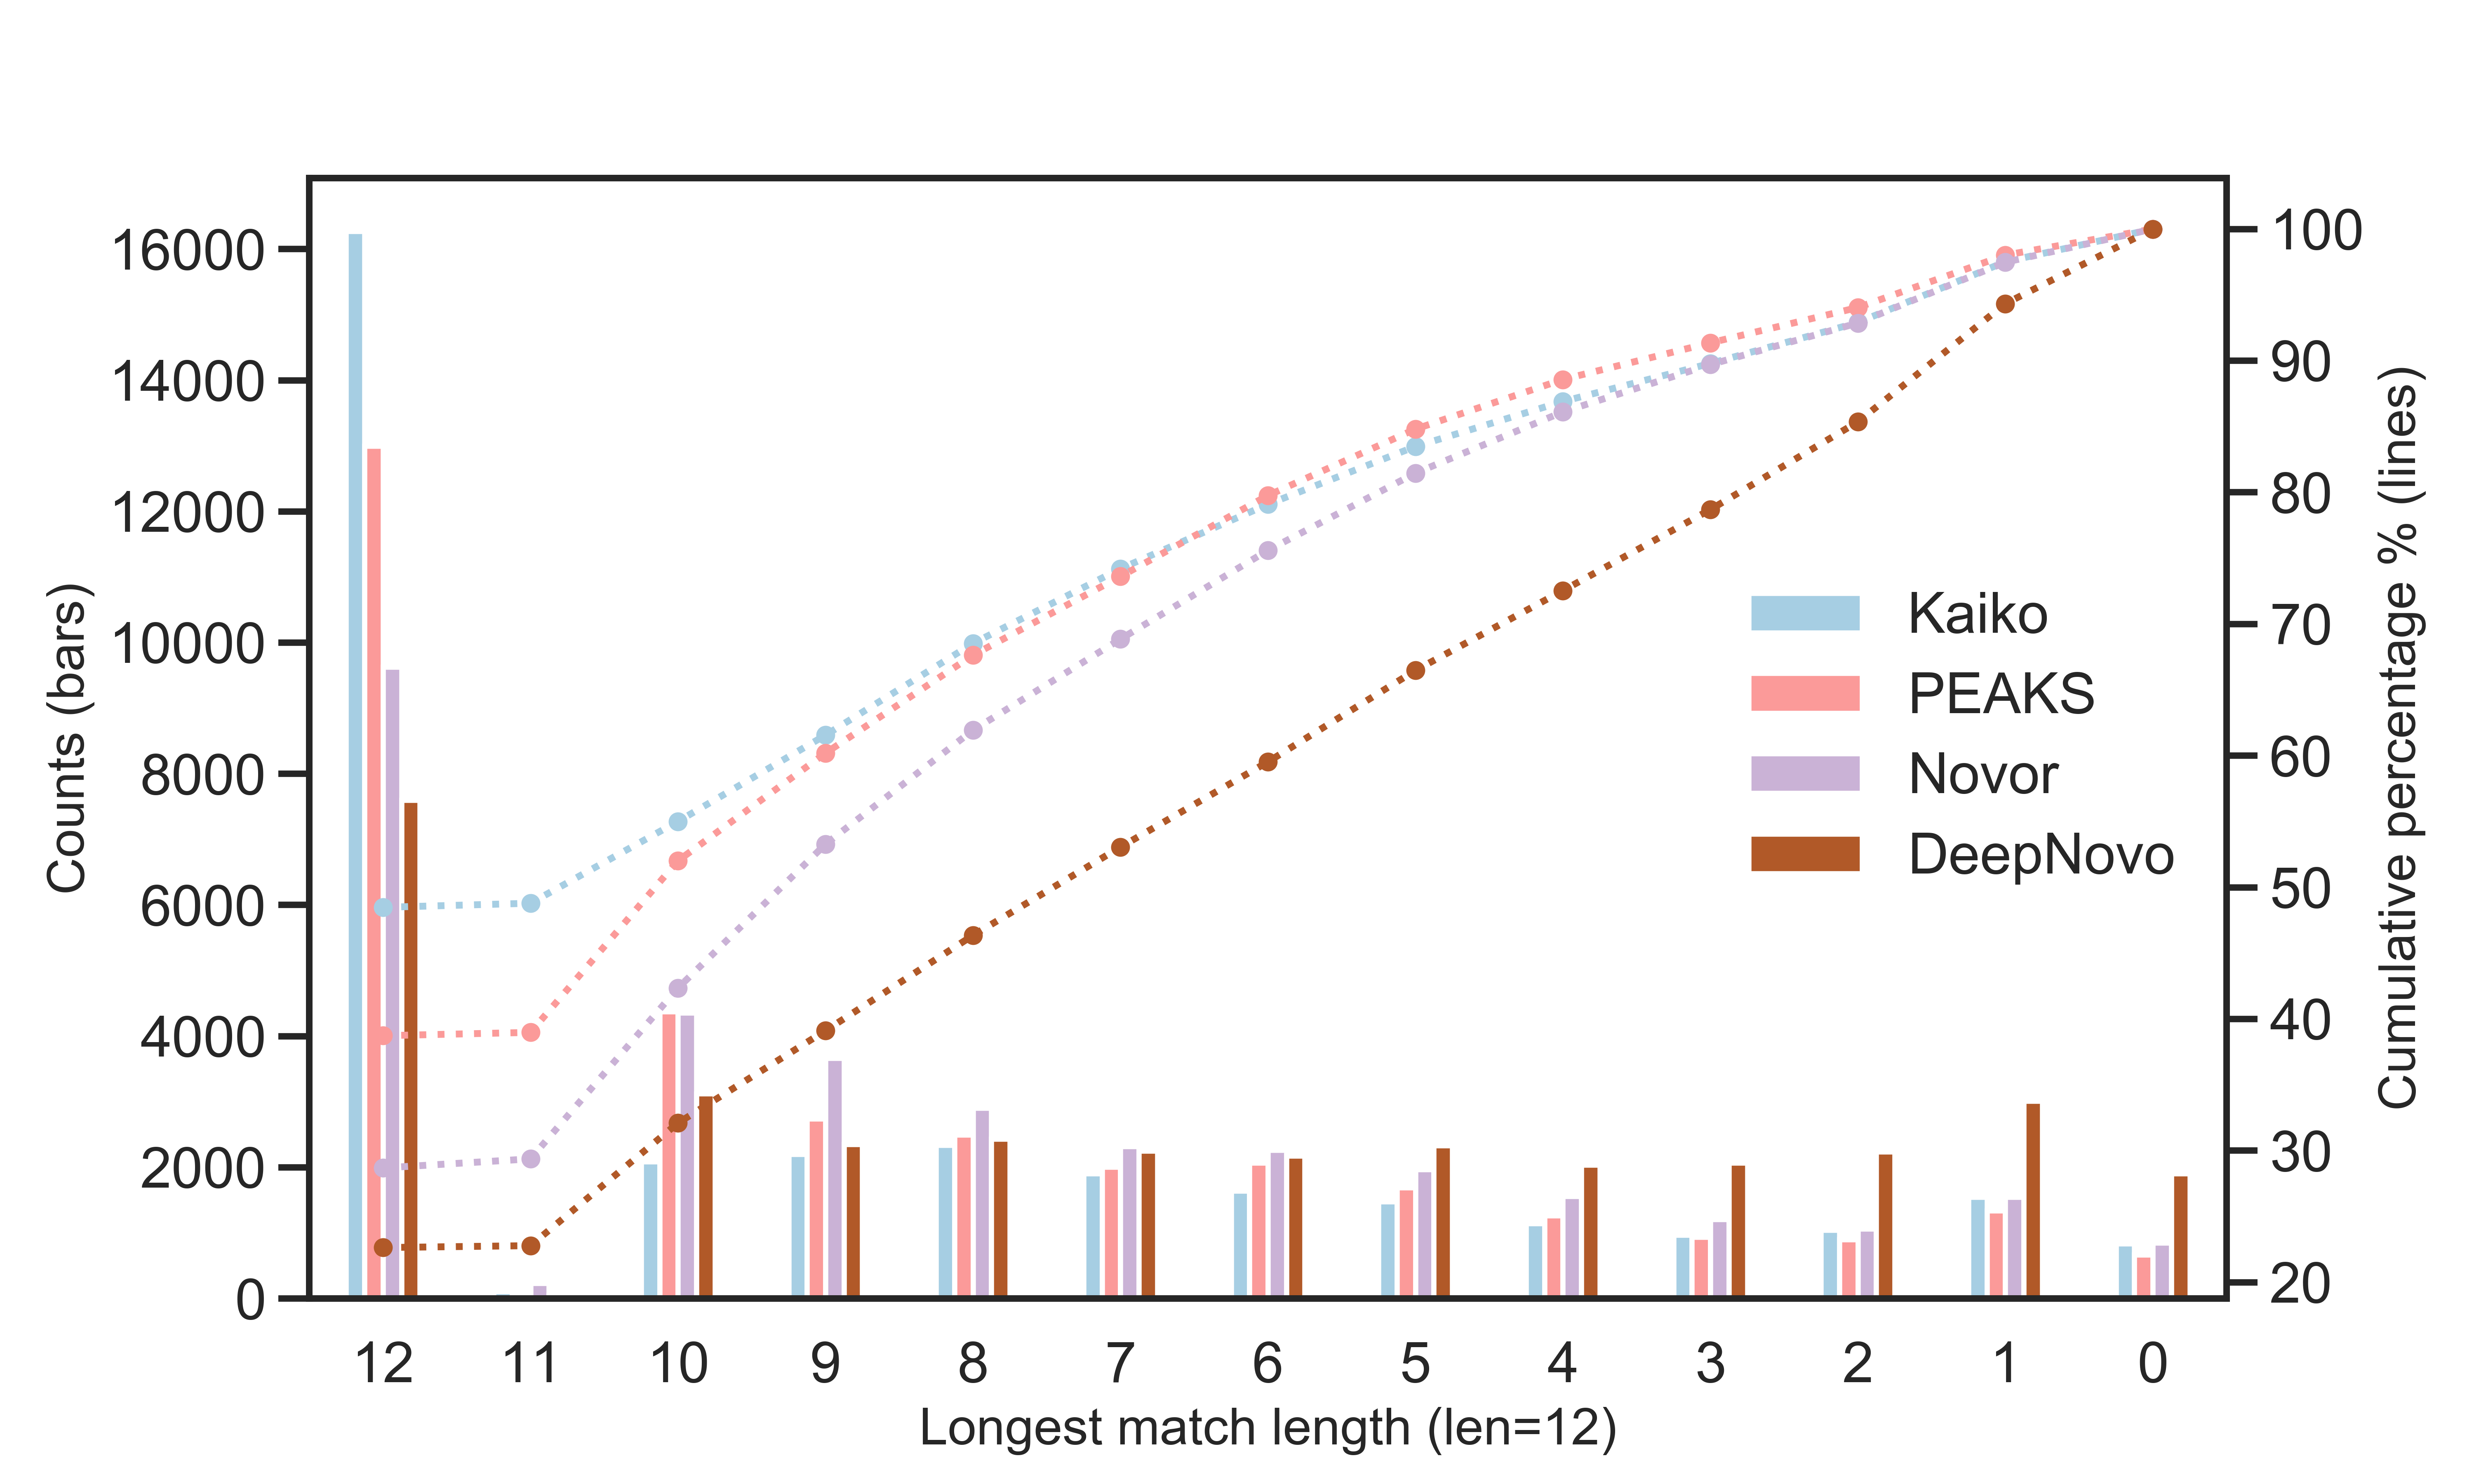 16000
14000
12000
10000
8000
6000
4000
2000
0
Counts (bars)
100
90
80
70
60
50
40
30
20
Cumulative percentage % (lines)
Kaiko
PEAKS
Novor
DeepNovo
12 11 10 9 8 7 6 5 4 3 2 1 0
Longest match length (len=12)